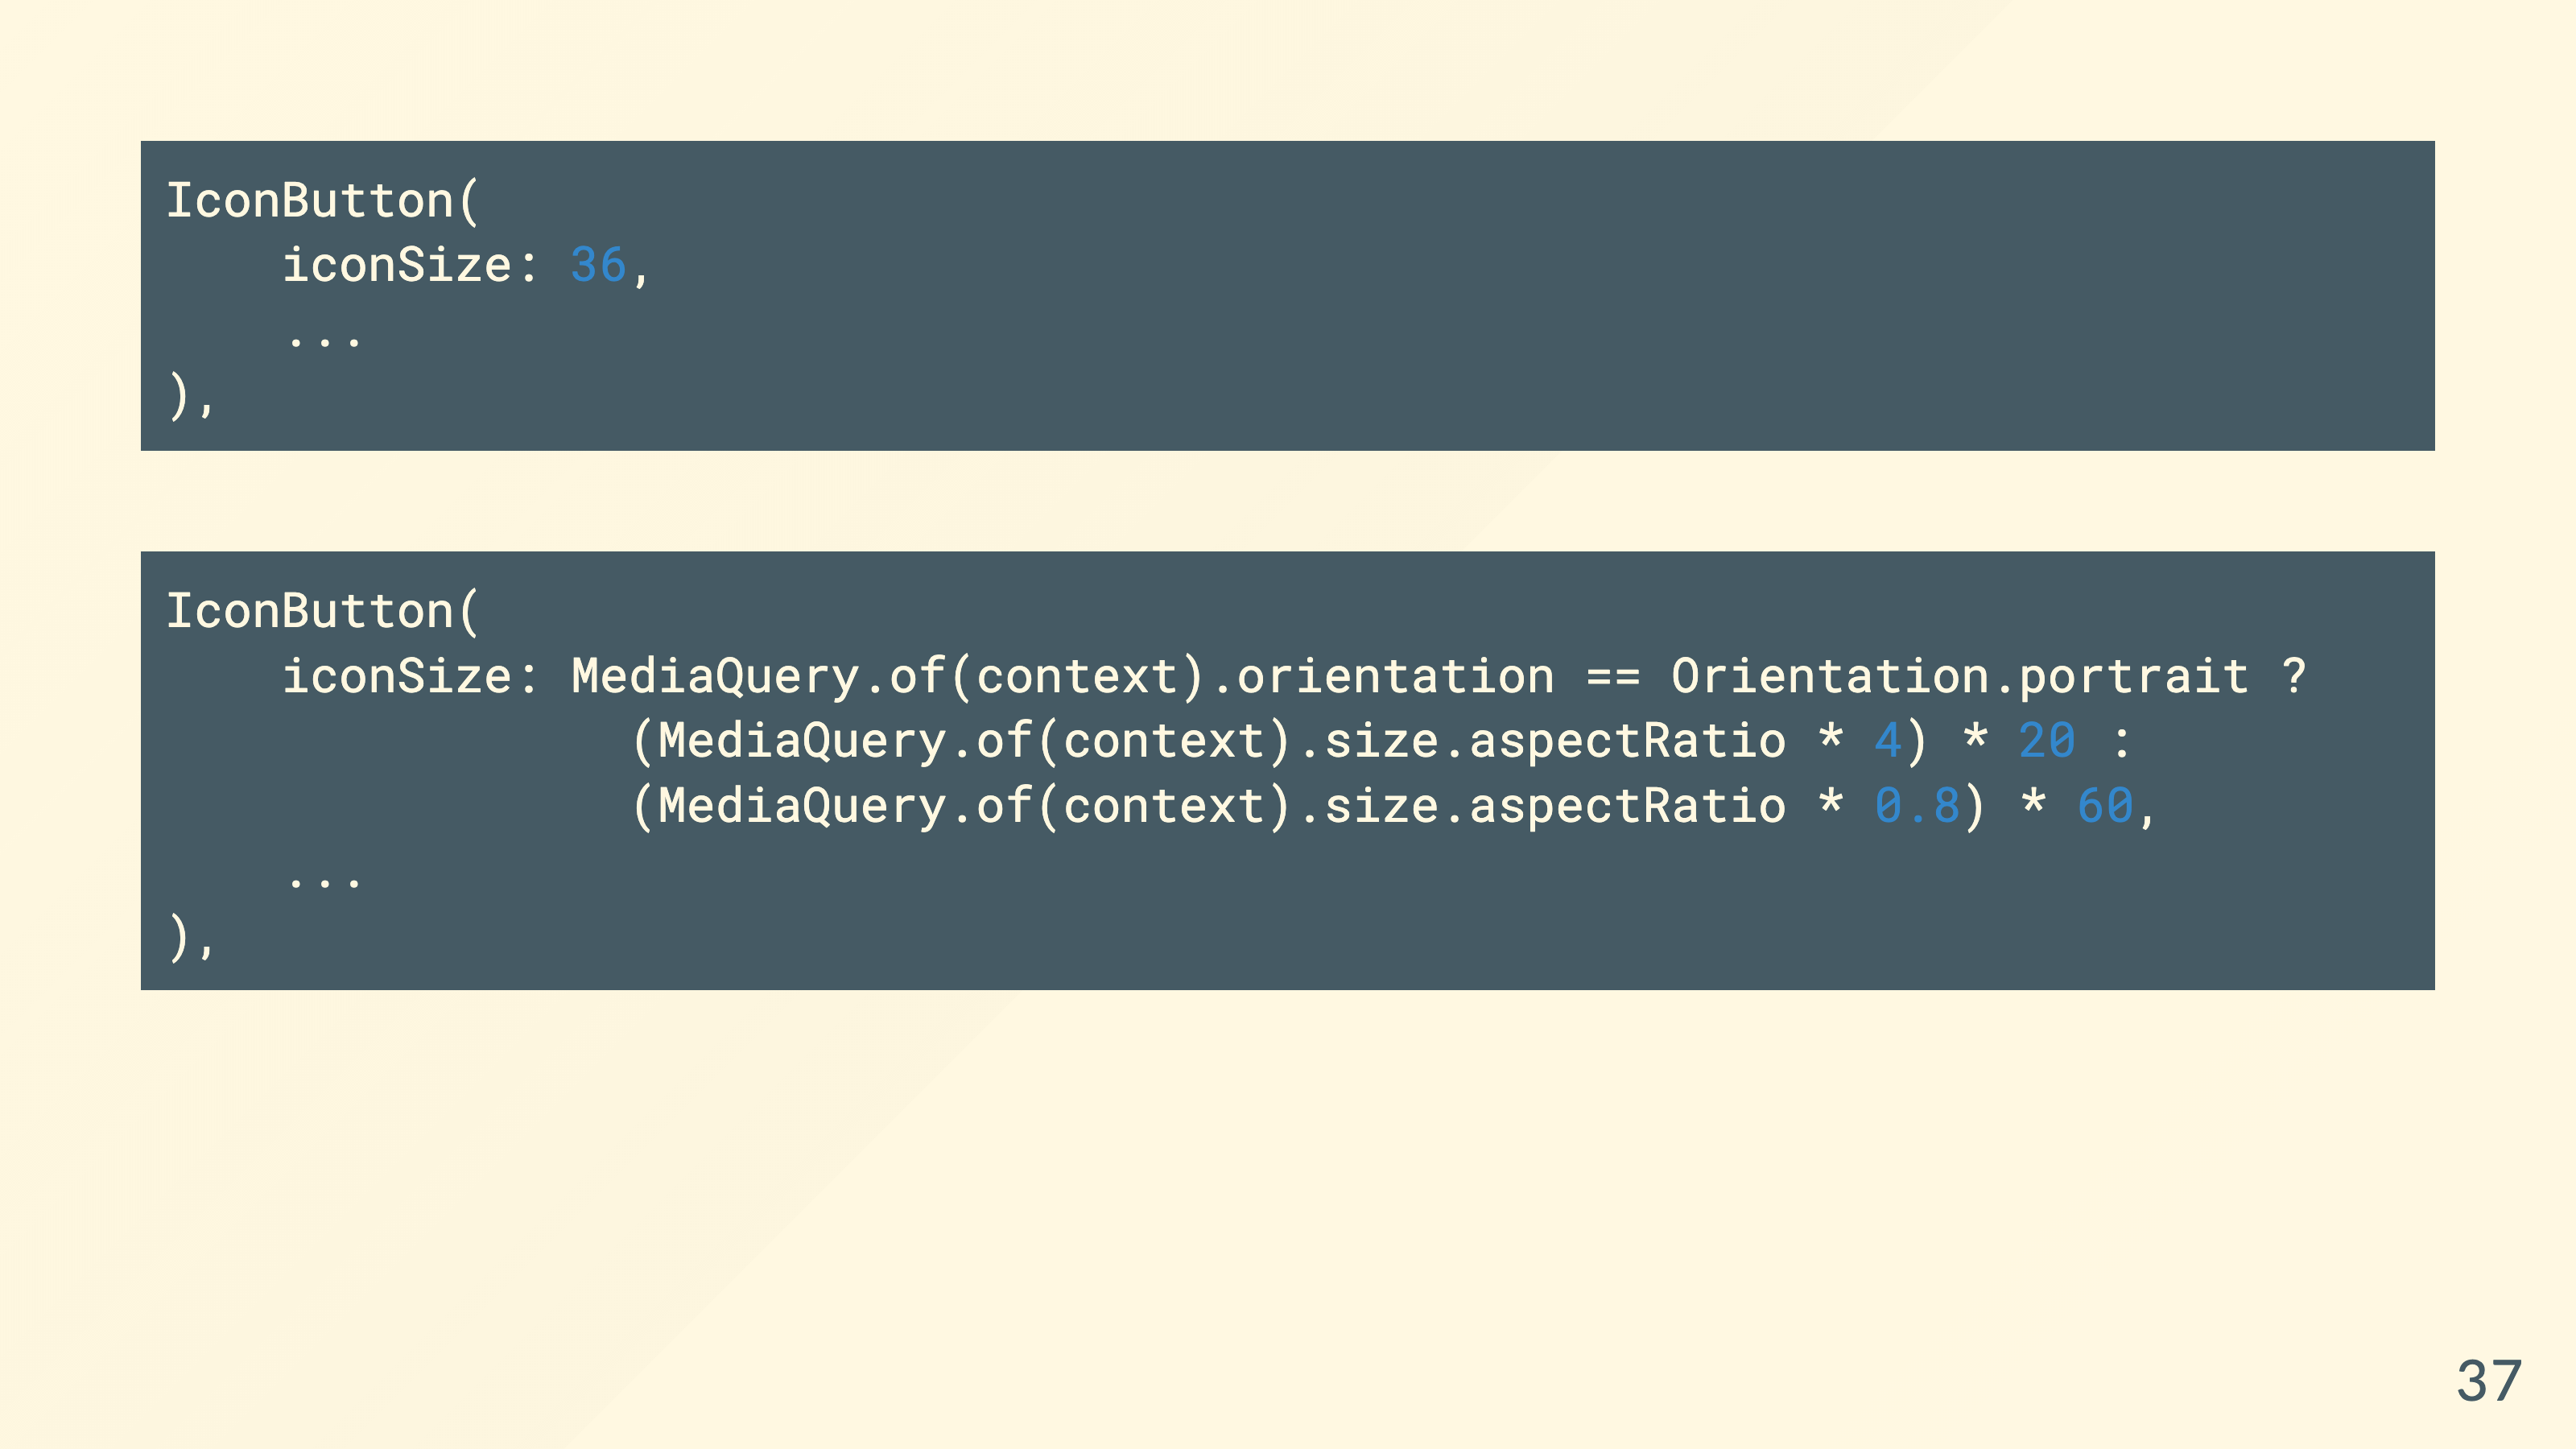 IconButton(
    iconSize: 36,
    ...
),
IconButton(
    iconSize: MediaQuery.of(context).orientation == Orientation.portrait ?
                (MediaQuery.of(context).size.aspectRatio * 4) * 20 :
                (MediaQuery.of(context).size.aspectRatio * 0.8) * 60,
    ...
),
37